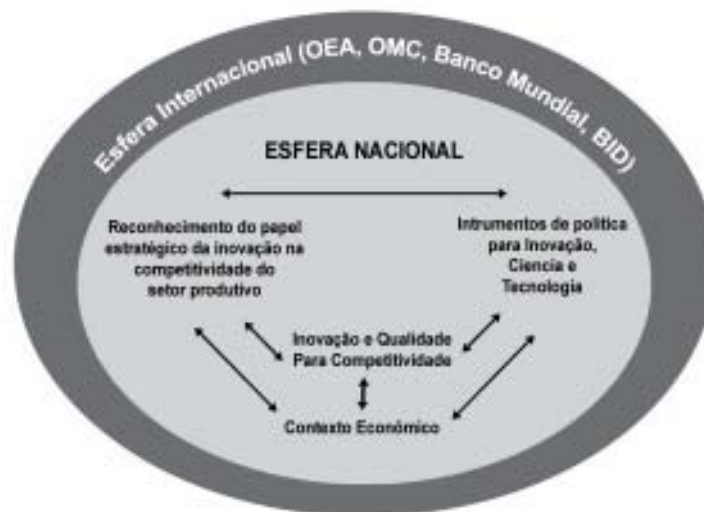 Esfera Internacional (OEA, OMC, Banco Mundial, BID)
ESFERA NACIONAL
Reconhecimento do papel
estratégico da inovação na
competitividade do
setor produtivo
Intrumentos de política
para Inovação,
Ciencia e
Tecnologia
Inovação e Qualidade
Para Competitividade
Contexto Econômico